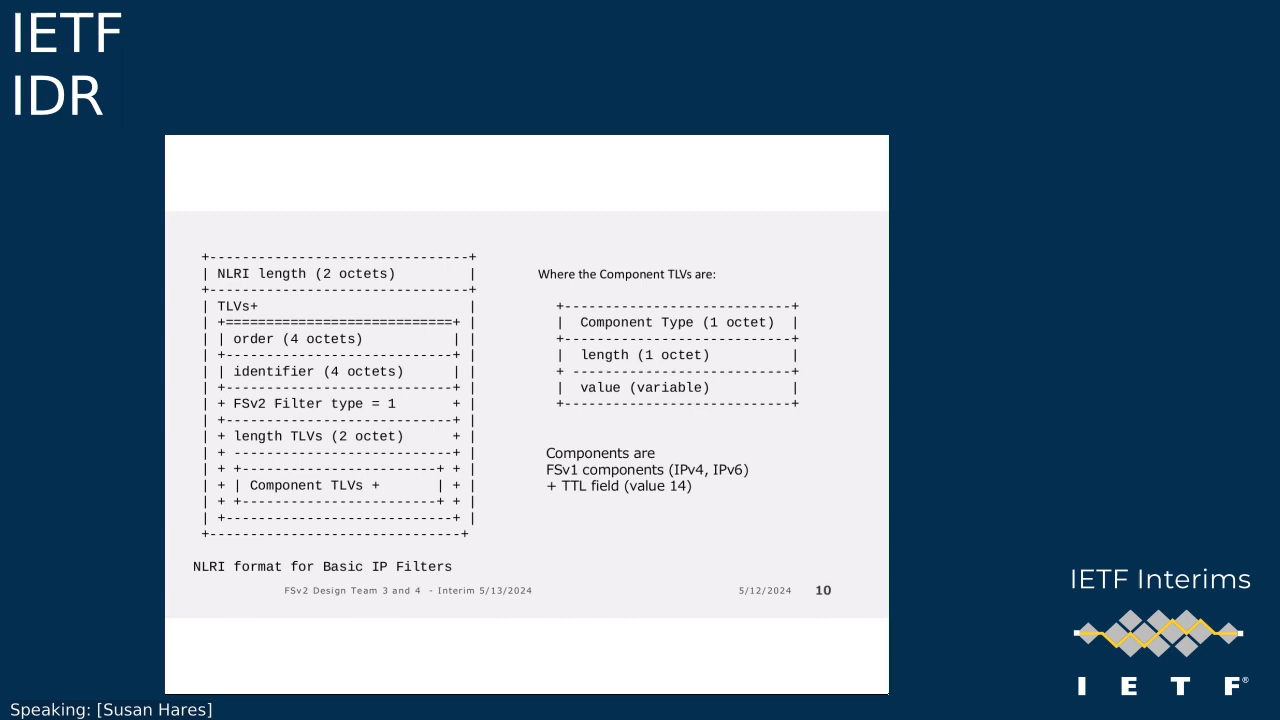 IETF
IDR
+--------------------------------+
| NLRI length (2 octets)         |
+--------------------------------+
| TLVs+                          |
| +============================+ |
| | order (4 octets)           | |
| +----------------------------+ |
| | identifier (4 octets)      | |
| +----------------------------+ |
| + FSv2 Filter type = 1       + |
| +----------------------------+ |
| + length TLVs (2 octet)      + |
| + ---------------------------+ |
| + +------------------------+ + |
| + | Component TLVs +       | + |
| + +------------------------+ + |
| +----------------------------+ |
+-------------------------------+
NLRI format for Basic IP Filters
Where the Component TLVs are:
+----------------------------+
|  Component Type (1 octet)  |
+----------------------------+
|  length (1 octet)          |
+ ---------------------------+
|  value (variable)          |
+----------------------------+
Components are
FSv1 components (IPv4, IPv6)
+ TTL field (value 14)
FSv2 Design Team 3 and 4 - Interim 5/13/2024
5/12/2024
10
IETF Interims
I E T F®
Speaking: [Susan Hares]